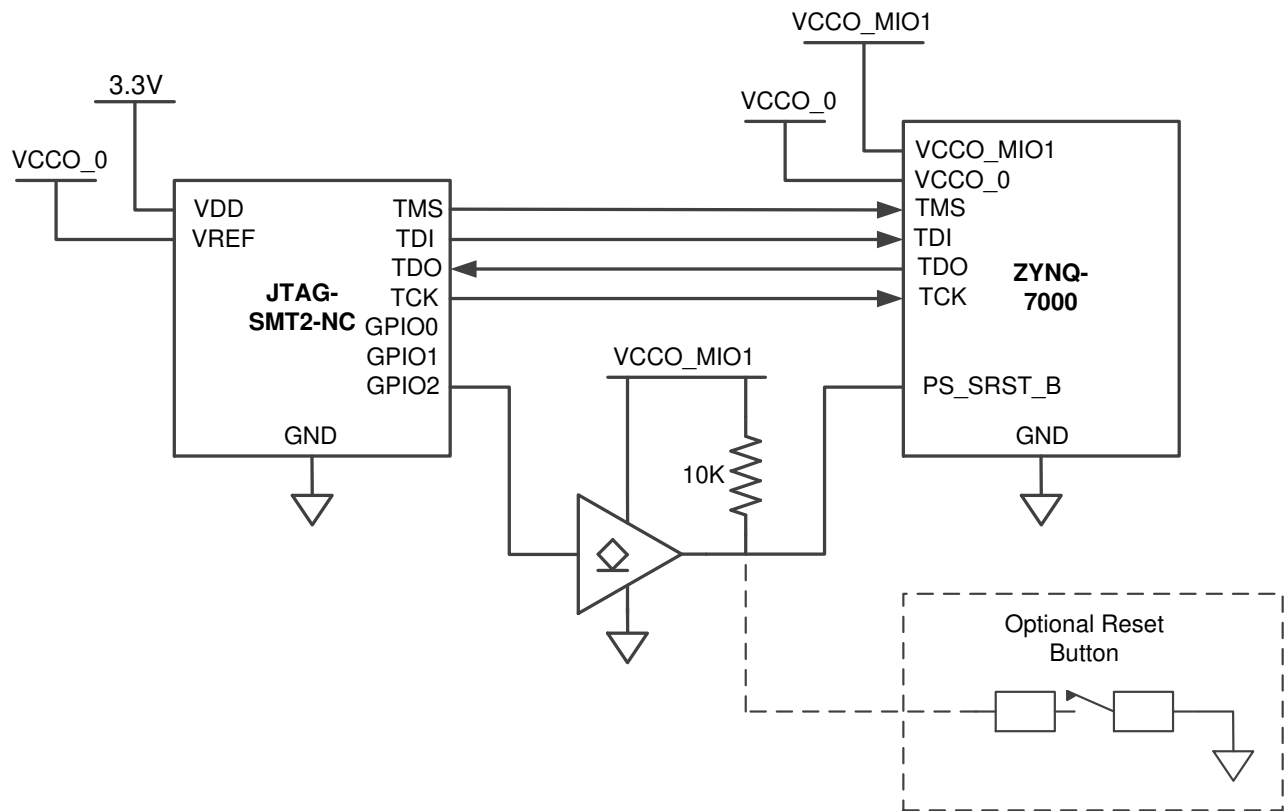 VCCO_MIO1
3.3V
VCCO_0
VCCO_0
VCCO_MIO1
VCCO_0
VDD
VREF
TMS
TDI
TDO
TCK
GPIO0
GPIO1
GPIO2
JTAG-
SMT2-NC
GND
TMS
TDI
TDO
TCK
ZYNQ-
7000
PS_SRST_B
GND
VCCO_MIO1
10K
Optional Reset
Button